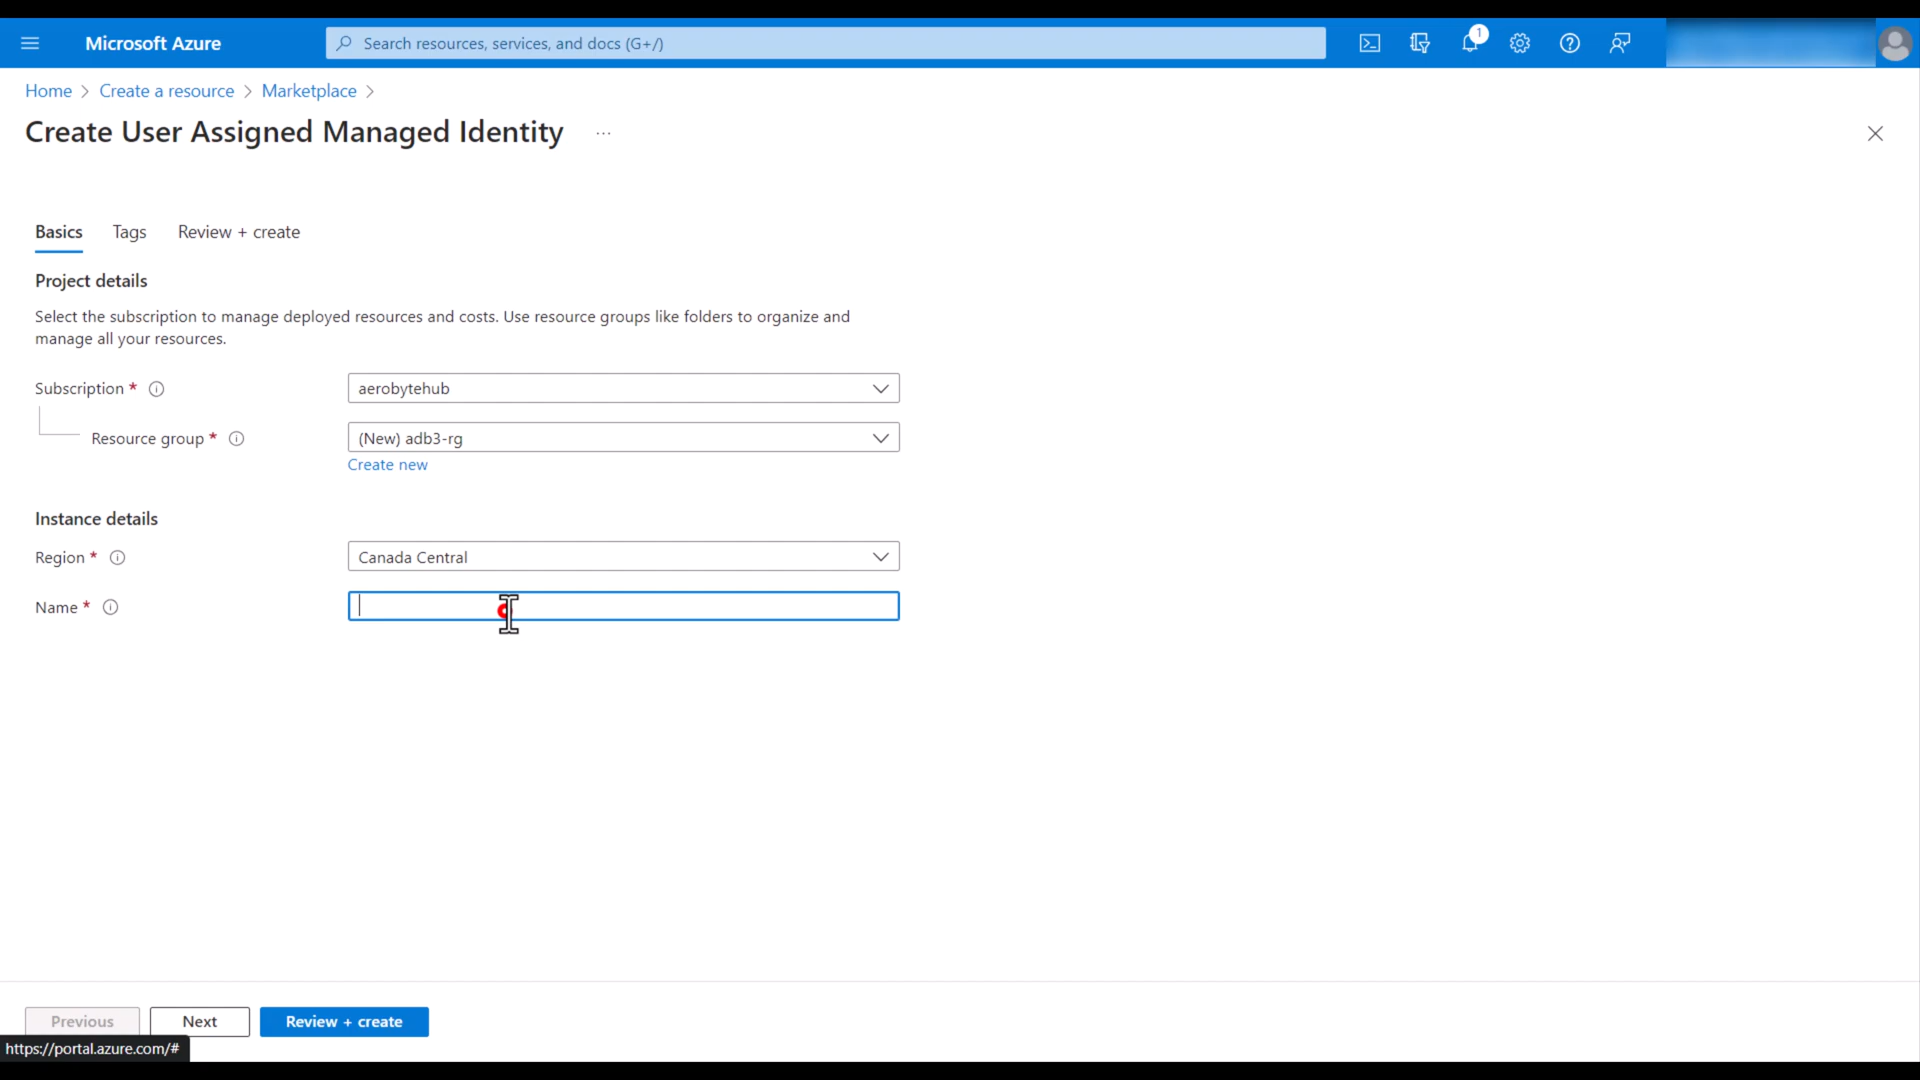 Microsoft Azure
Search resources, services, and docs (G+/)
1
Home > Create a resource > Marketplace >
Create User Assigned Managed Identity ...
Basics Tags Review + create
Project details
Select the subscription to manage deployed resources and costs. Use resource groups like folders to organize and
manage all your resources.
Subscription *
aerobytehub
Resource group *
(New) adb3-rg
Create new
Instance details
Region *
Canada Central
Name *
Previous Next Review + create
https://portal.azure.com/#